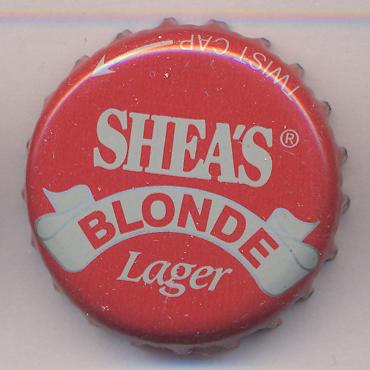 TWIST CAP
SHEA'S®
BLONDE
Lager